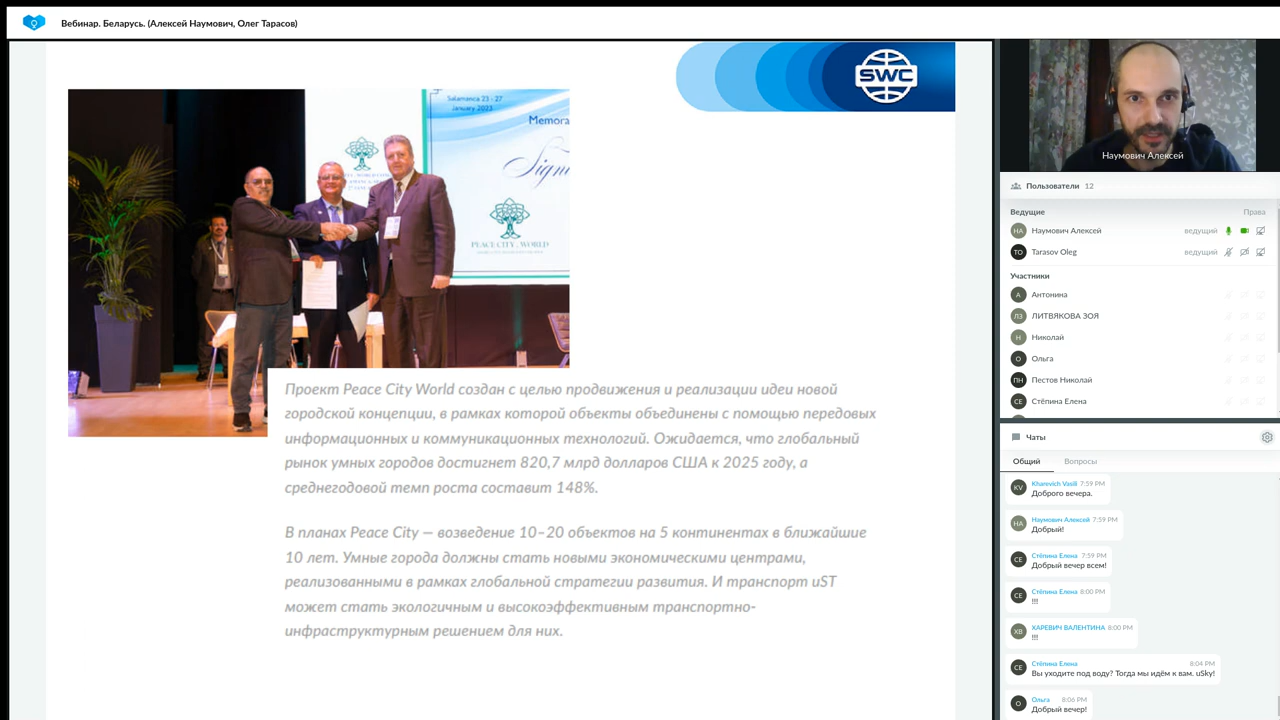 Вебинар. Беларусь. (Алексей Наумович, Олег Тарасов)
SWC
Salamanca 23 - 27
January 2023
Memora
Sign
PEACE CITY WORLD
Проект Peace City World создан с целью продвижения и реализации идеи новой
городской концепции, в рамках которой объекты объединены с помощью передовых
информационных и коммуникационных технологий. Ожидается, что глобальный
рынок умных городов достигнет 820,7 млрд долларов США к 2025 году, а
среднегодовой темп роста составит 148%.
В планах Peace City — возведение 10–20 объектов на 5 континентах в ближайшие
10 лет. Умные города должны стать новыми экономическими центрами,
реализованными в рамках глобальной стратегии развития. И транспорт uST
может стать экологичным и высокоэффективным транспортно-
инфраструктурным решением для них.
Наумович Алексей
Пользователи 12
Ведущие Права
НА Наумович Алексей ведущий
TO Tarasov Oleg ведущий
Участники
А Антонина
ЛЗ ЛИТВЯКОВА ЗОЯ
Н Николай
О Ольга
ПН Пестов Николай
СЕ Стёпина Елена
Чаты
Общий Вопросы
KV Kharevich Vasili 7:59 PM
Доброго вечера.
НА Наумович Алексей 7:59 PM
Добрый!
СЕ Стёпина Елена 7:59 PM
Добрый вечер всем!
СЕ Стёпина Елена 8:00 PM
!!!
ХВ ХАРЕВИЧ ВАЛЕНТИНА 8:00 PM
!!!
СЕ Стёпина Елена 8:04 PM
Вы уходите под воду? Тогда мы идём к вам. uSky!
О Ольга 8:06 PM
Добрый вечер!